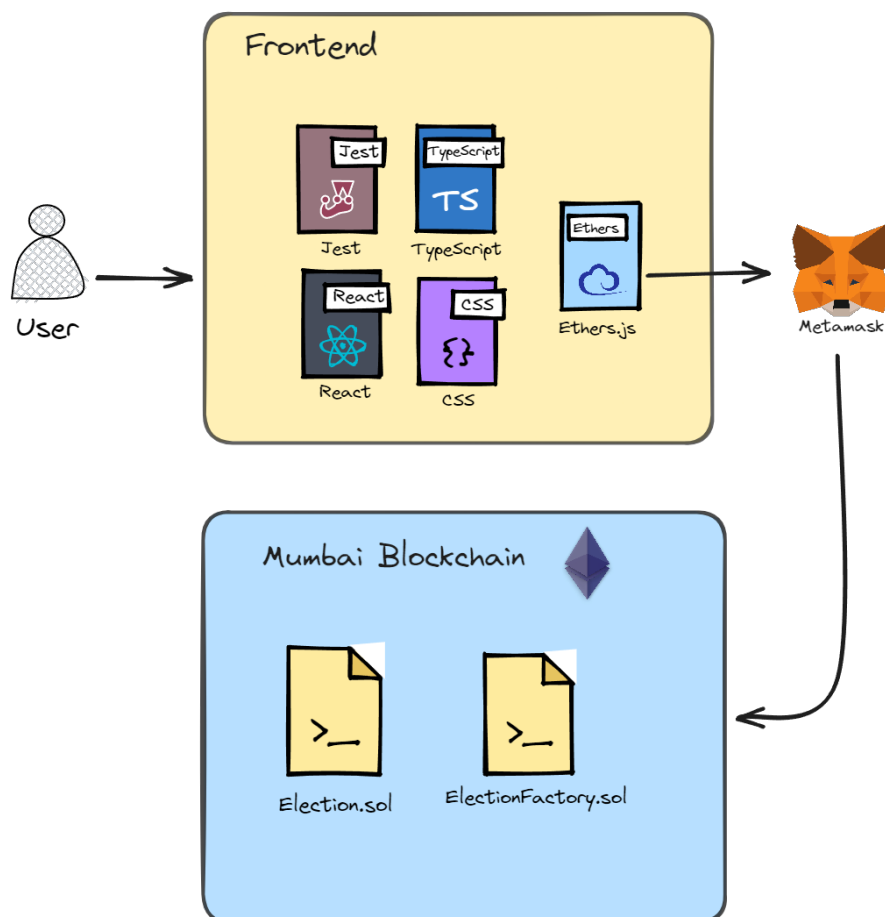 Frontend
Jest
TypeScript
TS
Jest
TypeScript
Ethers
User
React
CSS
{}
Ethers.js
Metamask
React
CSS
Mumbai Blockchain
>_
>_
Election.sol
ElectionFactory.sol